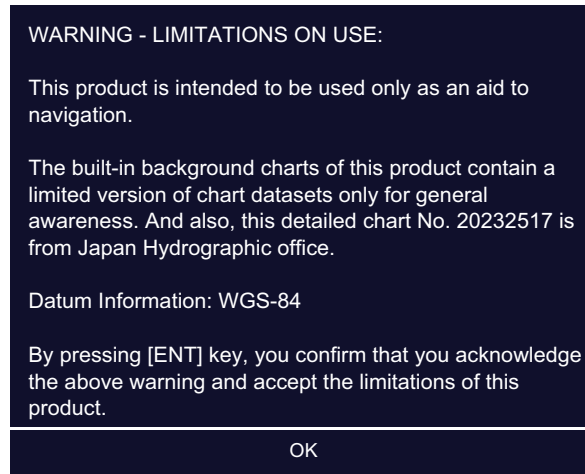 WARNING - LIMITATIONS ON USE:
This product is intended to be used only as an aid to
navigation.
The built-in background charts of this product contain a
limited version of chart datasets only for general
awareness. And also, this detailed chart No. 20232517 is
from Japan Hydrographic office.
Datum Information: WGS-84
By pressing [ENT] key, you confirm that you acknowledge
the above warning and accept the limitations of this
product.
OK